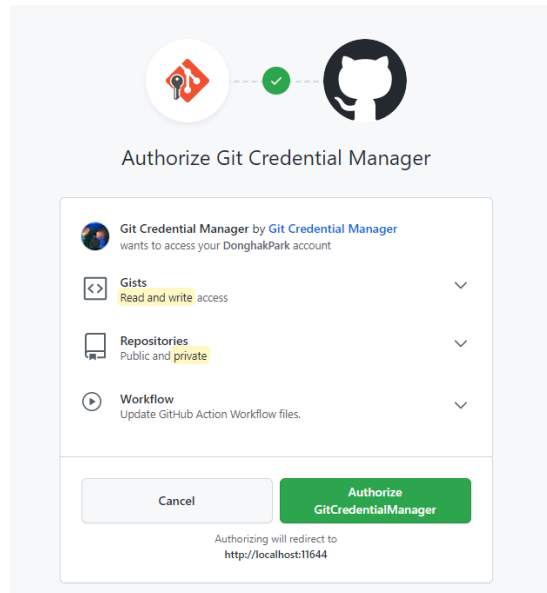 Authorize Git Credential Manager
Git Credential Manager by Git Credential Manager
wants to access your DonghakPark account
Gists
Read and write access
Repositories
Public and private
Workflow
Update GitHub Action Workflow files.
Cancel
Authorize
GitCredentialManager
Authorizing will redirect to
http://localhost:11644